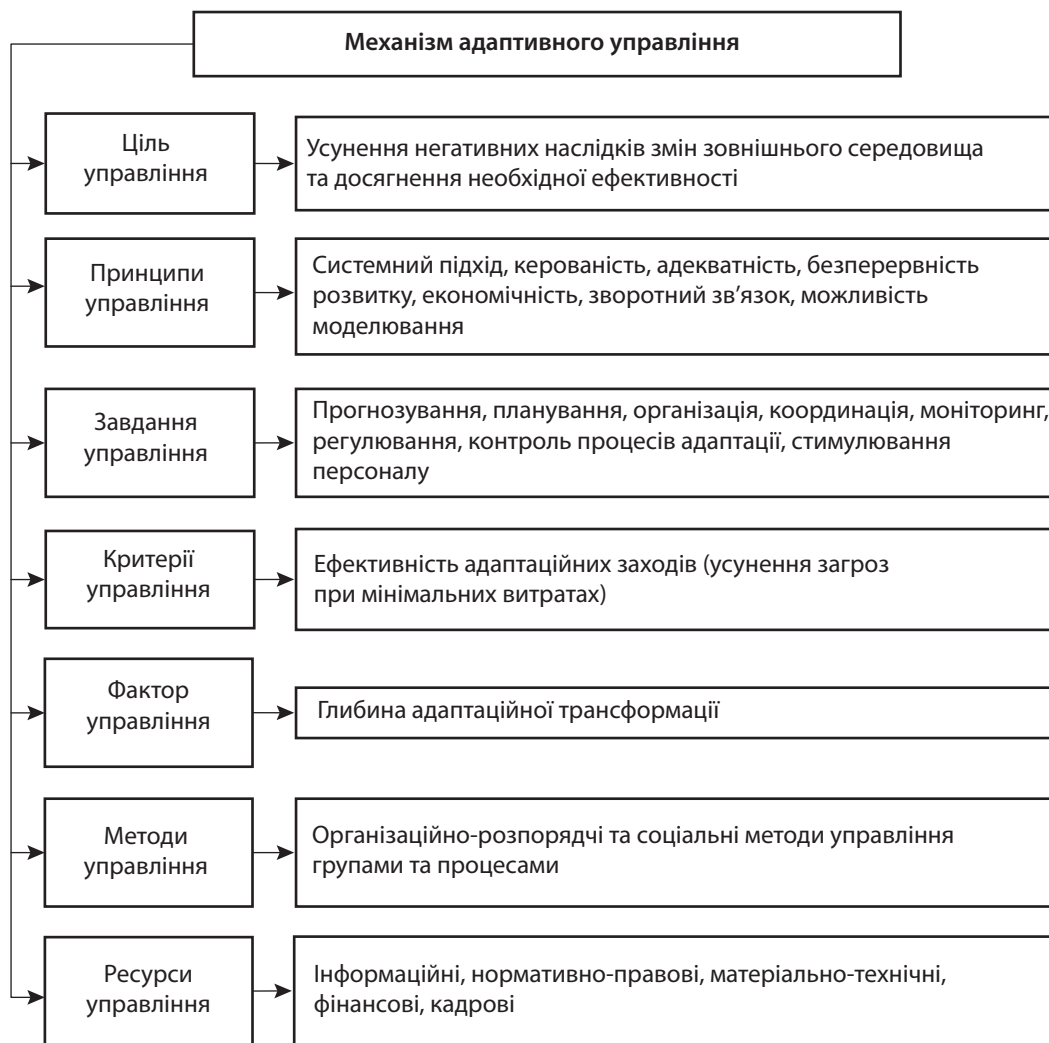 Механізм адаптивного управління
Ціль
управління
Усунення негативних наслідків змін зовнішнього середовища
та досягнення необхідної ефективності
Принципи
управління
Системний підхід, керованість, адекватність, безперервність
розвитку, економічність, зворотний зв’язок, можливість
моделювання
Завдання
управління
Прогнозування, планування, організація, координація, моніторинг,
регулювання, контроль процесів адаптації, стимулювання
персоналу
Критерії
управління
Ефективність адаптаційних заходів (усунення загроз
при мінімальних витратах)
Фактор
управління
Глибина адаптаційної трансформації
Методи
управління
Організаційно-розпорядчі та соціальні методи управління
групами та процесами
Ресурси
управління
Інформаційні, нормативно-правові, матеріально-технічні,
фінансові, кадрові